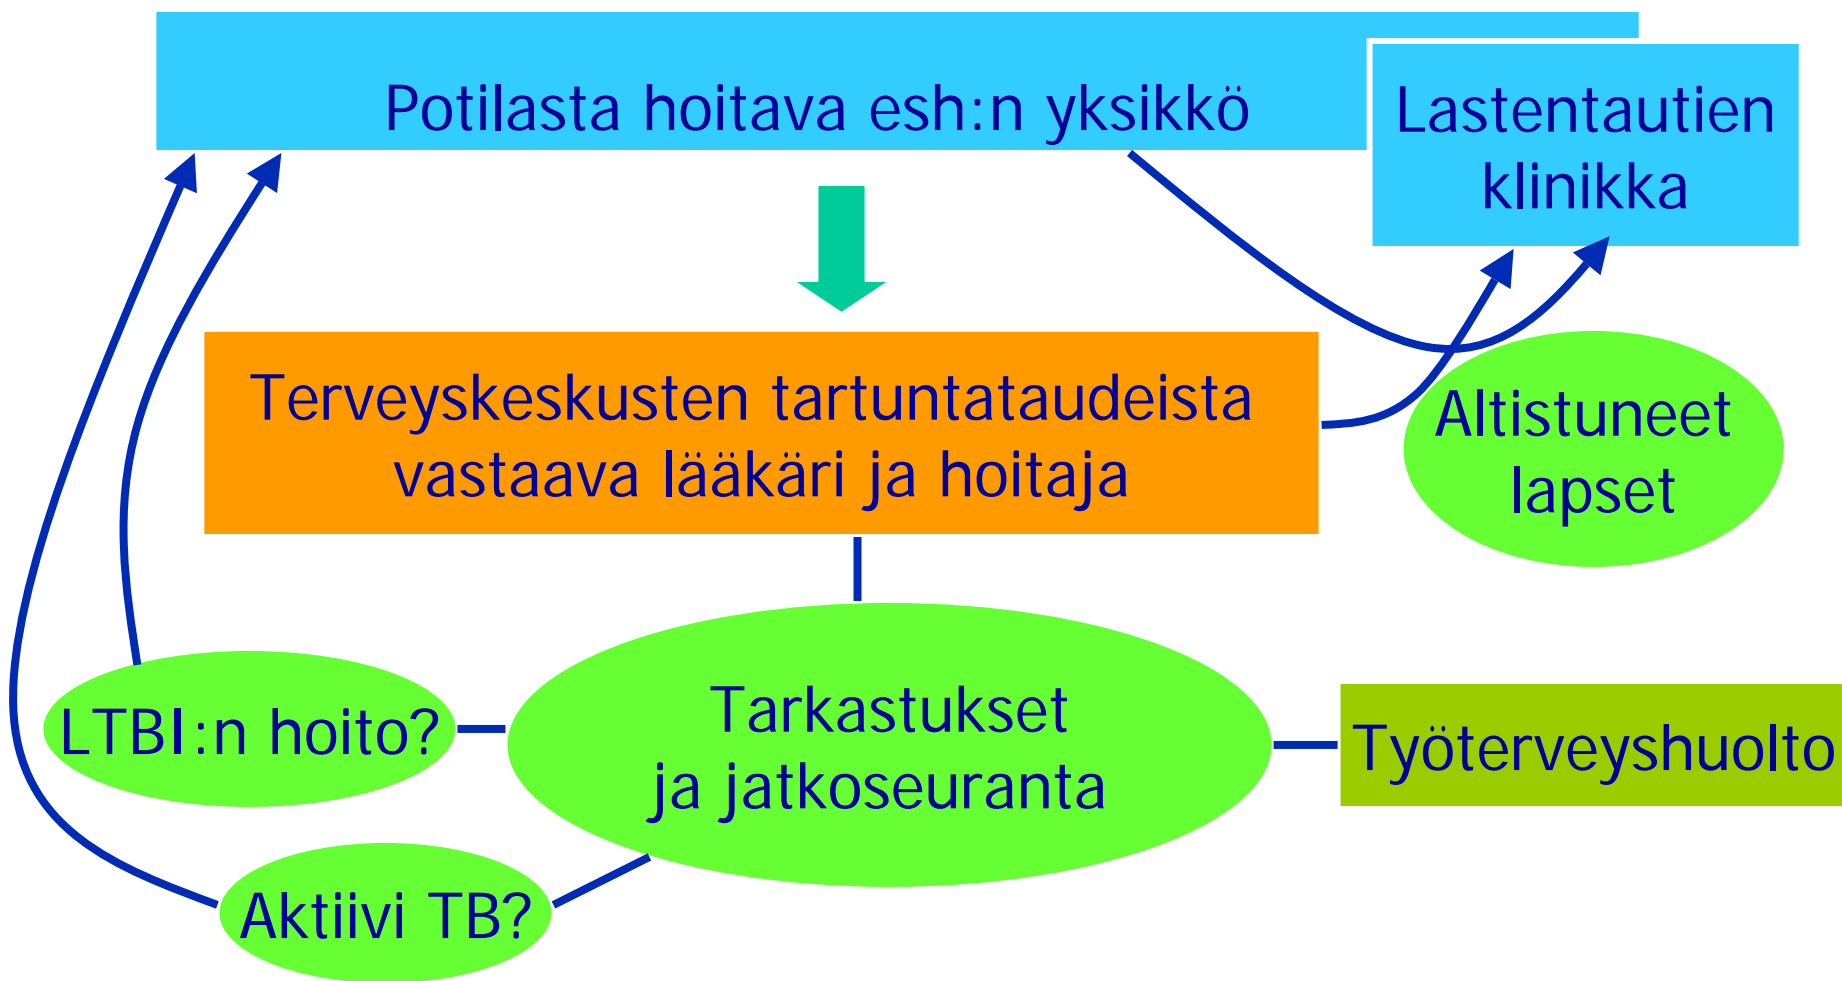 Potilasta hoitava esh:n yksikkö
Lastentautien
klinikka
Terveyskeskusten tartuntataudeista
vastaava lääkäri ja hoitaja
Altistuneet
lapset
Tarkastukset
ja jatkoseuranta
LTBI:n hoito?
Työterveyshuolto
Aktiivi TB?